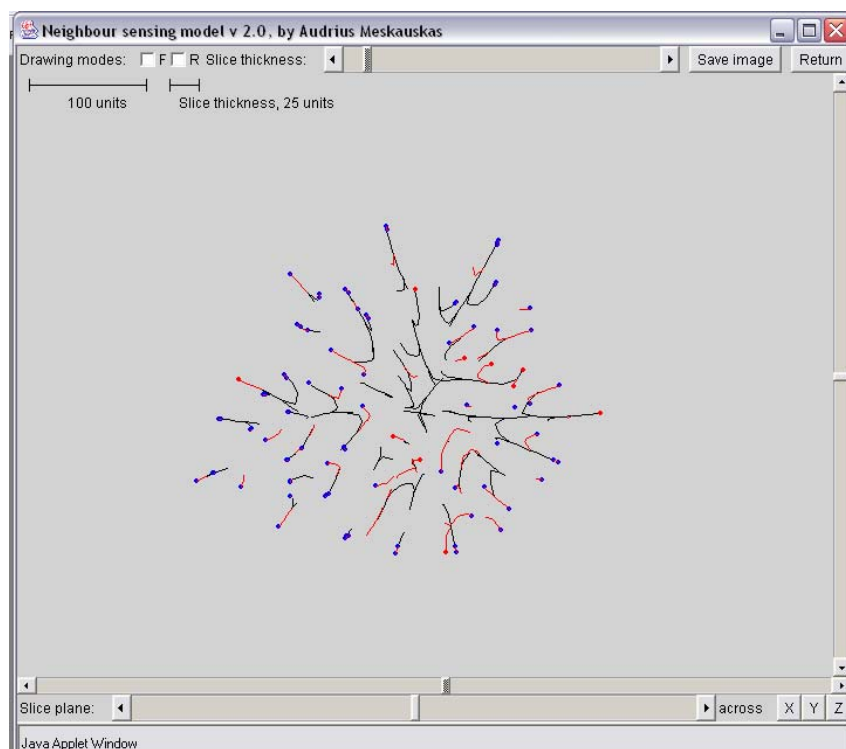 Neighbour sensing model v 2.0, by Audrius Meskauskas
Drawing modes: F R Slice thickness: Save image Return
100 units Slice thickness, 25 units
Slice plane: across X Y Z
Java Applet Window